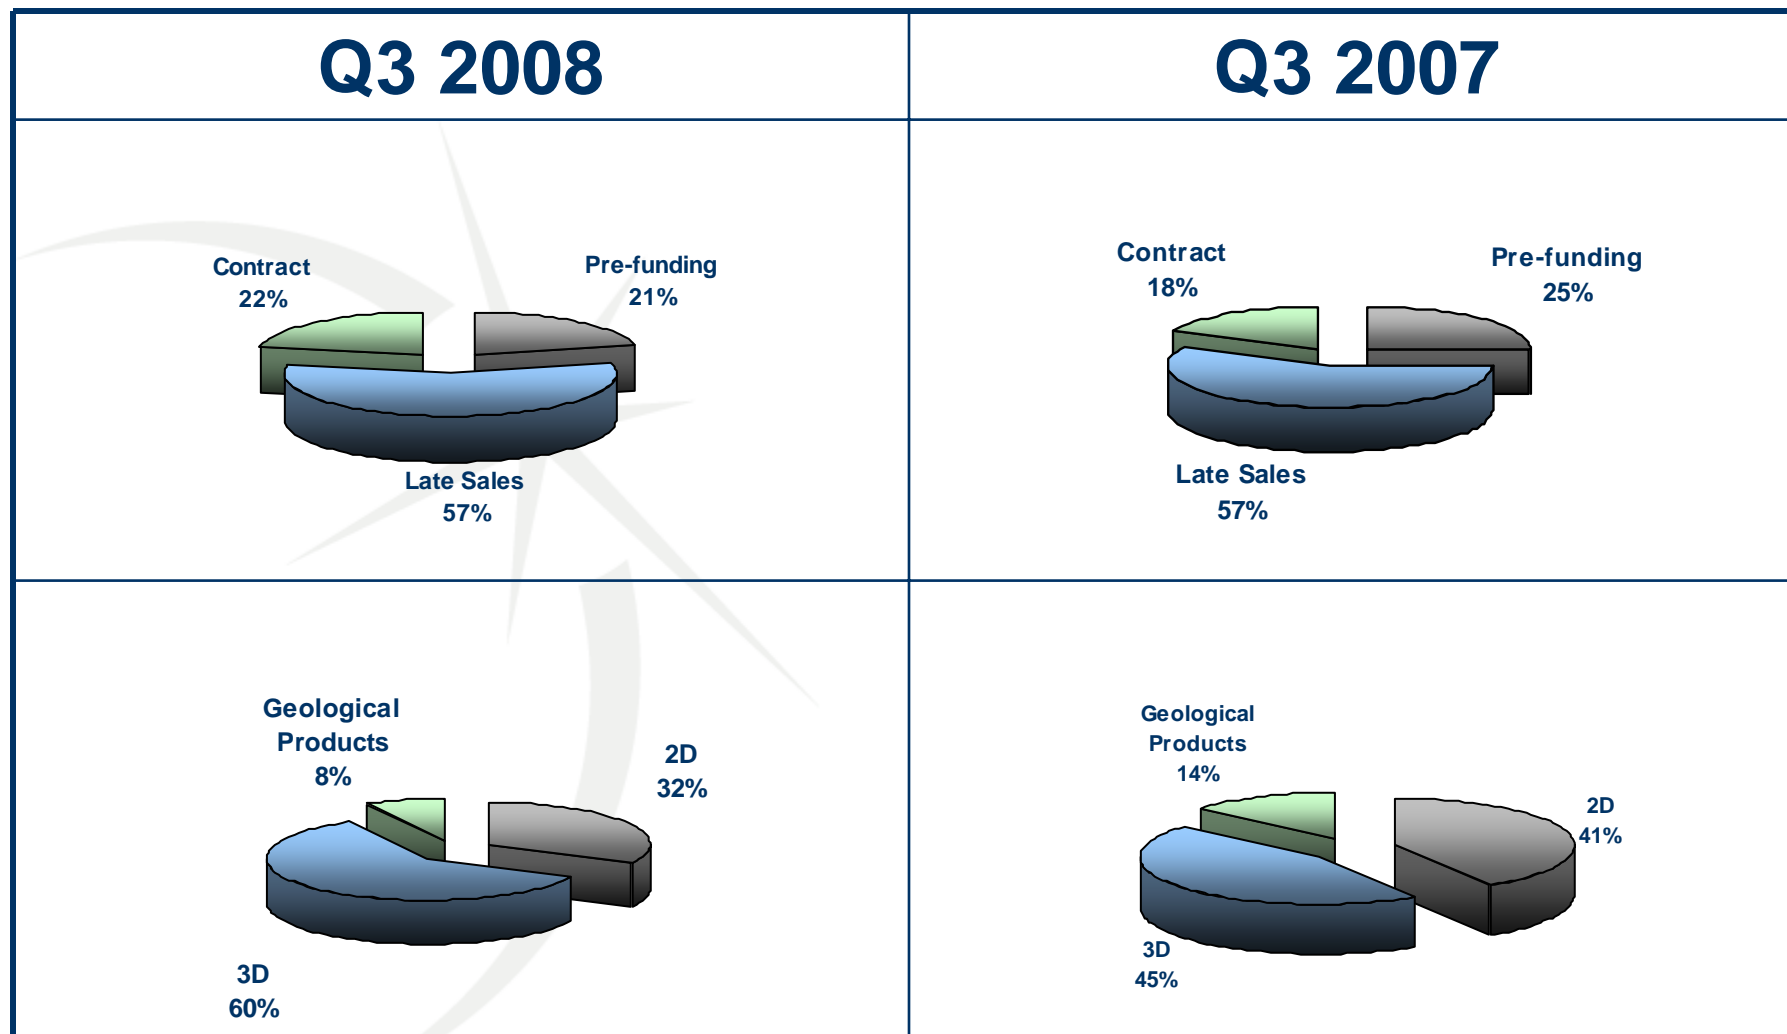 Q3 2008
Q3 2007
Contract
22%
Pre-funding
21%
Late Sales
57%
Contract
18%
Pre-funding
25%
Late Sales
57%
Geological
Products
8%
2D
32%
3D
60%
Geological
Products
14%
2D
41%
3D
45%